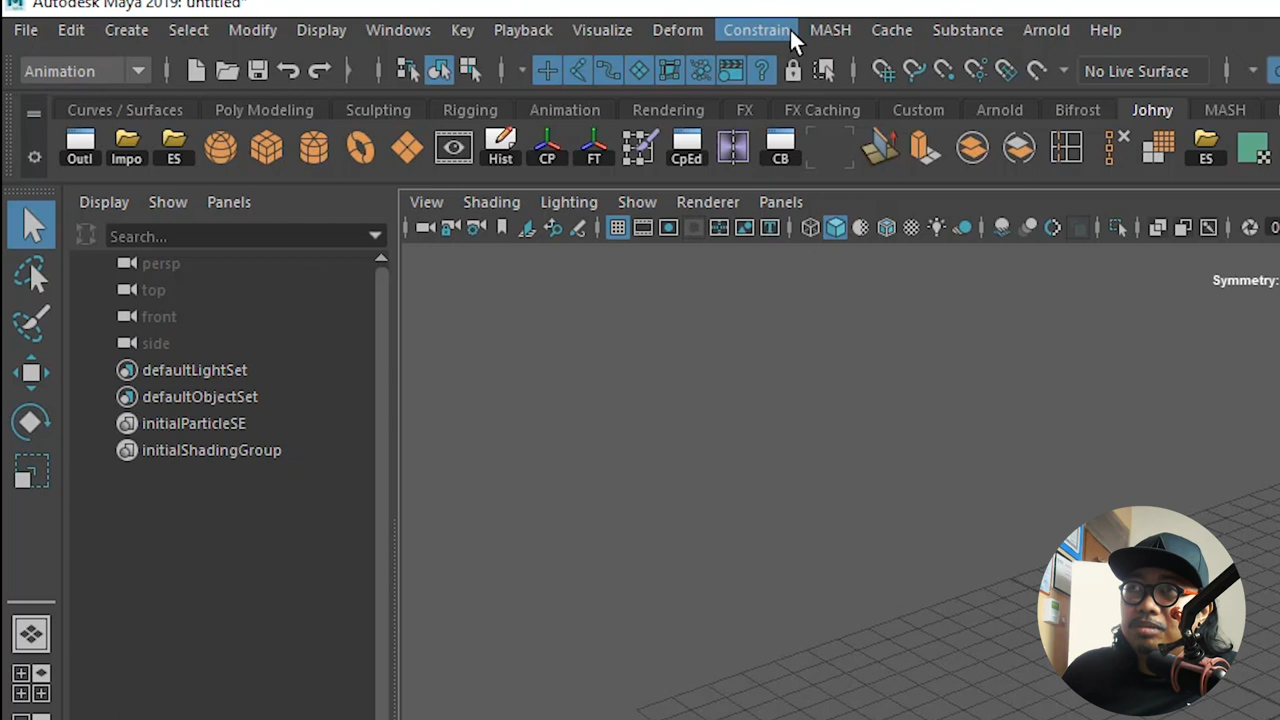 Autodesk Maya 2019: untitled*
File Edit Create Select Modify Display Windows Key Playback Visualize Deform Constrain MASH Cache Substance Arnold Help
Animation No Live Surface
Curves / Surfaces Poly Modeling Sculpting Rigging Animation Rendering FX FX Caching Custom Arnold Bifrost Johny MASH
Outl Impo ES Hist CP FT CpEd CB ES
Display Show Panels View Shading Lighting Show Renderer Panels
Search...
persp
Symmetry:
top
front
side
defaultLightSet
defaultObjectSet
initialParticleSE
initialShadingGroup